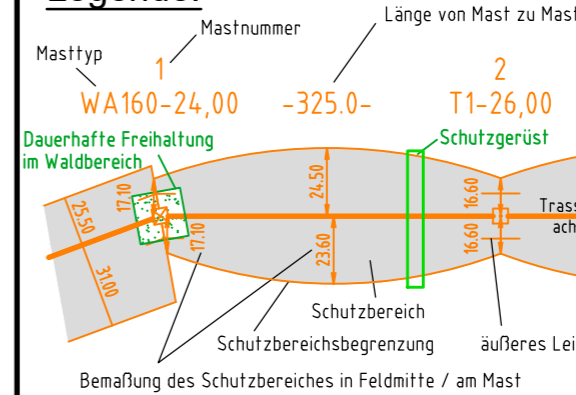 Legende:
Länge von Mast zu Mast
Mastnummer
Masttyp
1
2
WA160-24,00
-325.0-
T1-26,00
Dauerhafte Freihaltung
im Waldbereich
Schutzgerüst
24.50
16.60
17.10
25.50
17.10
23.60
16.60
31.00
Schutzbereich
Schutzbereichsbegrenzung
Bemaßung des Schutzbereiches in Feldmitte / am Mast